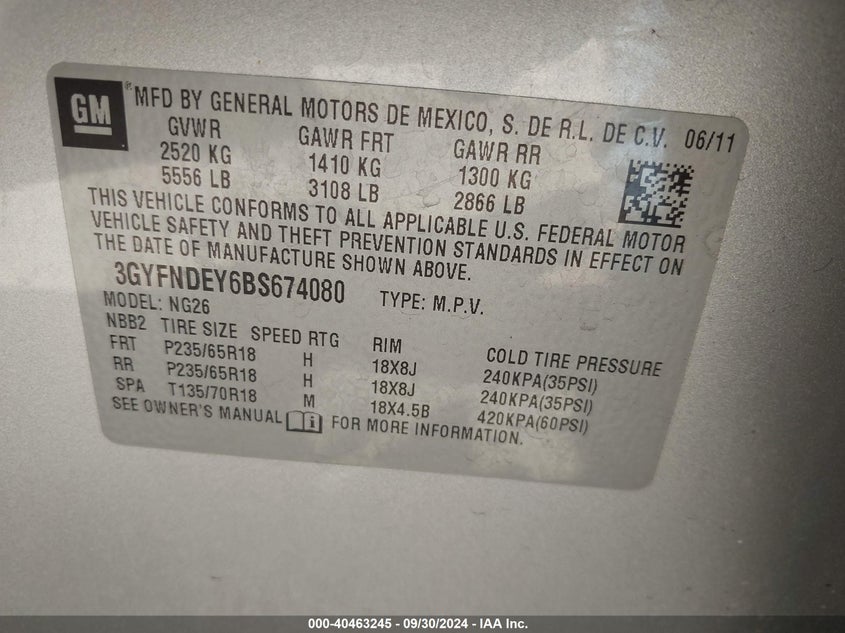 GM ® MFD BY GENERAL MOTORS DE MEXICO, S. DE R.L. DE C.V. 06/11
GVWR GAWR FRT GAWR RR
2520 KG 1410 KG 1300 KG
5556 LB 3108 LB 2866 LB
THIS VEHICLE CONFORMS TO ALL APPLICABLE U.S. FEDERAL MOTOR
VEHICLE SAFETY AND THEFT PREVENTION STANDARDS IN EFFECT ON
THE DATE OF MANUFACTURE SHOWN ABOVE.
3GYFNDEY6BS674080 TYPE: M.P.V.
MODEL: NG26
NBB2 TIRE SIZE SPEED RTG RIM COLD TIRE PRESSURE
FRT P235/65R18 H 18X8J 240KPA(35PSI)
RR P235/65R18 H 18X8J 240KPA(35PSI)
SPA T135/70R18 M 18X4.5B 420KPA(60PSI)
SEE OWNER'S MANUAL i FOR MORE INFORMATION.
000-40463245 - 09/30/2024 - IAA Inc.